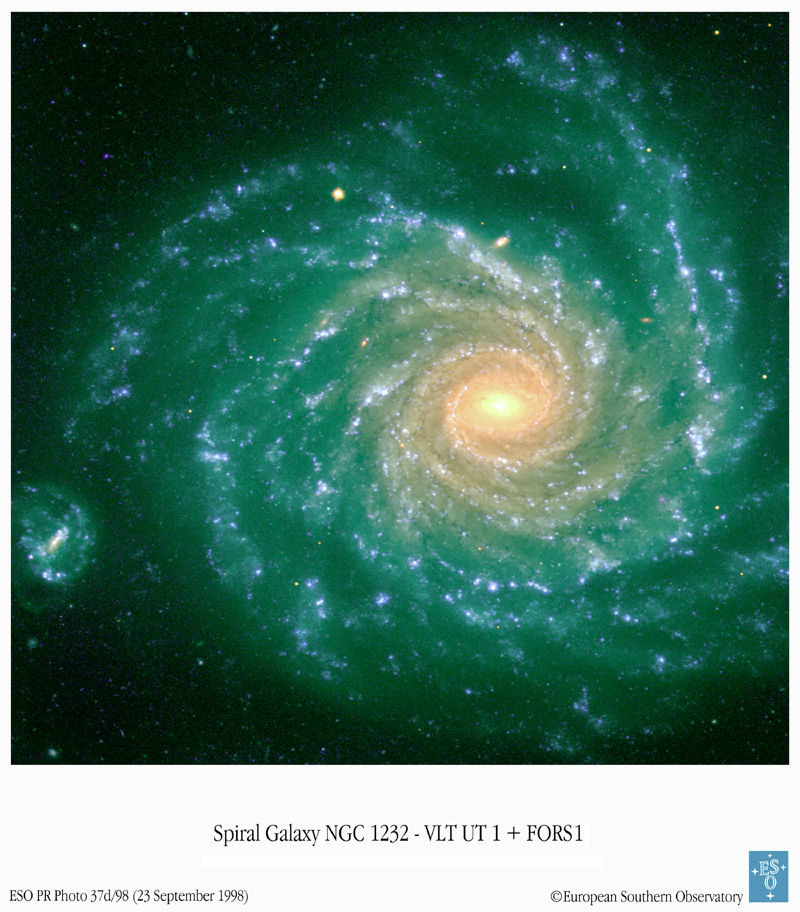 Spiral Galaxy NGC 1232 - VLT UT 1 + FORS1
ESO PR Photo 37d/98 (23 September 1998)
©European Southern Observatory
ESO